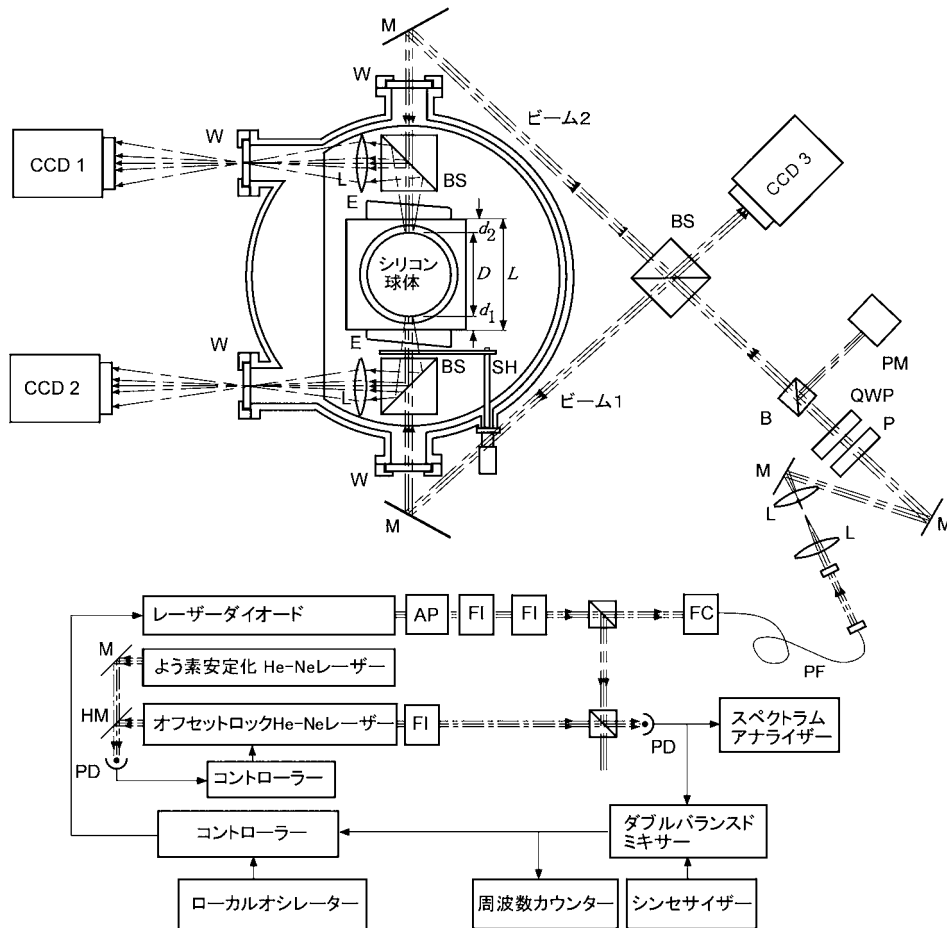 M
W
ビーム2
CCD 1
W
L
BS
CCD 3
E
BS
d2
シリコン
球体
D
L
d1
W
E
CCD 2
BS
SH
L
PM
ビーム1
QWP
B
P
W
M
M
L
M
L
レーザーダイオード
AP
FI
FI
FC
M
よう素安定化 He-Neレーザー
PF
HM
オフセットロックHe-Neレーザー
FI
スペクトラム
アナライザー
PD
PD
コントローラー
コントローラー
ダブルバランスド
ミキサー
ローカルオシレーター
周波数カウンター
シンセサイザー